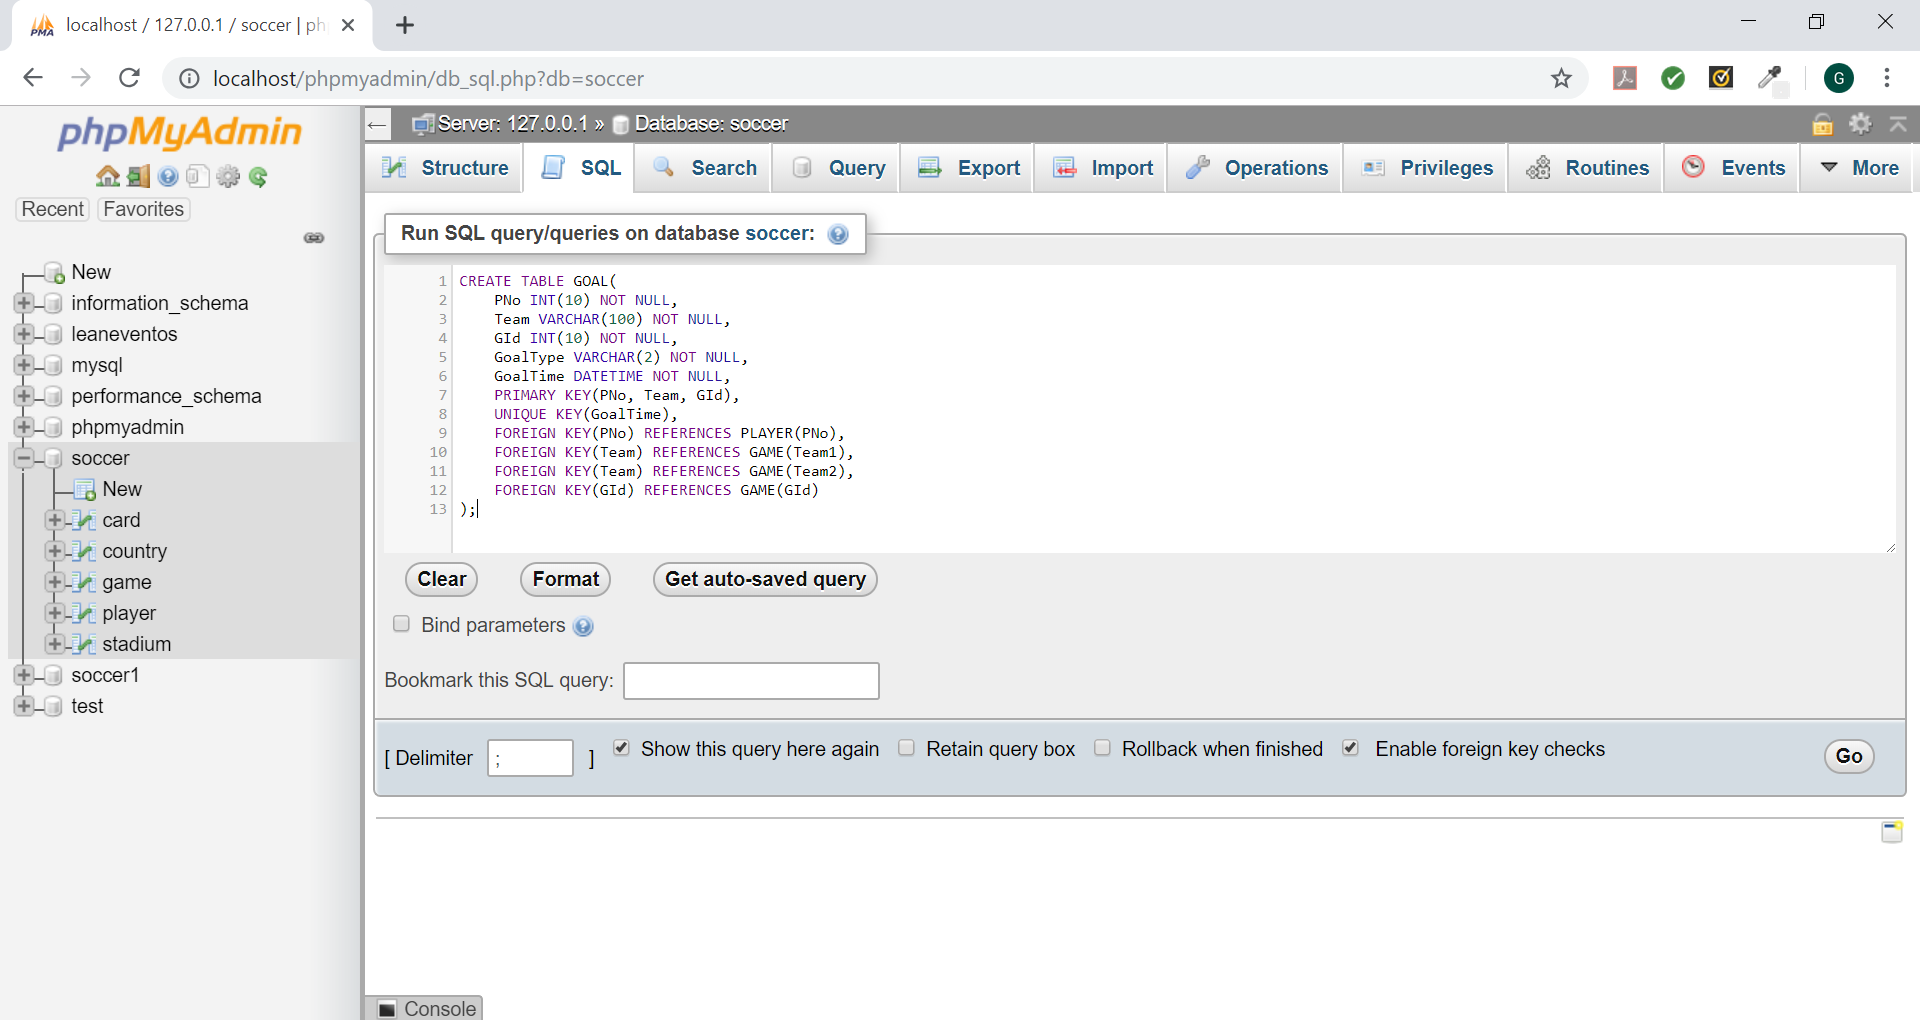 localhost / 127.0.0.1 / soccer | ph
localhost/phpmyadmin/db_sql.php?db=soccer
G
phpMyAdmin
Recent
Favorites
New
information_schema
leaneventos
mysql
performance_schema
phpmyadmin
soccer
New
card
country
game
player
stadium
soccer1
test
Server: 127.0.0.1 » Database: soccer
Structure
SQL
Search
Query
Export
Import
Operations
Privileges
Routines
Events
More
Run SQL query/queries on database soccer:
1 CREATE TABLE GOAL(
2 PNo INT(10) NOT NULL,
3 Team VARCHAR(100) NOT NULL,
4 GId INT(10) NOT NULL,
5 GoalType VARCHAR(2) NOT NULL,
6 GoalTime DATETIME NOT NULL,
7 PRIMARY KEY(PNo, Team, GId),
8 UNIQUE KEY(GoalTime),
9 FOREIGN KEY(PNo) REFERENCES PLAYER(PNo),
10 FOREIGN KEY(Team) REFERENCES GAME(Team1),
11 FOREIGN KEY(Team) REFERENCES GAME(Team2),
12 FOREIGN KEY(GId) REFERENCES GAME(GId)
13 );
Clear
Format
Get auto-saved query
Bind parameters
Bookmark this SQL query:
[ Delimiter ; ]
Show this query here again
Retain query box
Rollback when finished
Enable foreign key checks
Go
Console